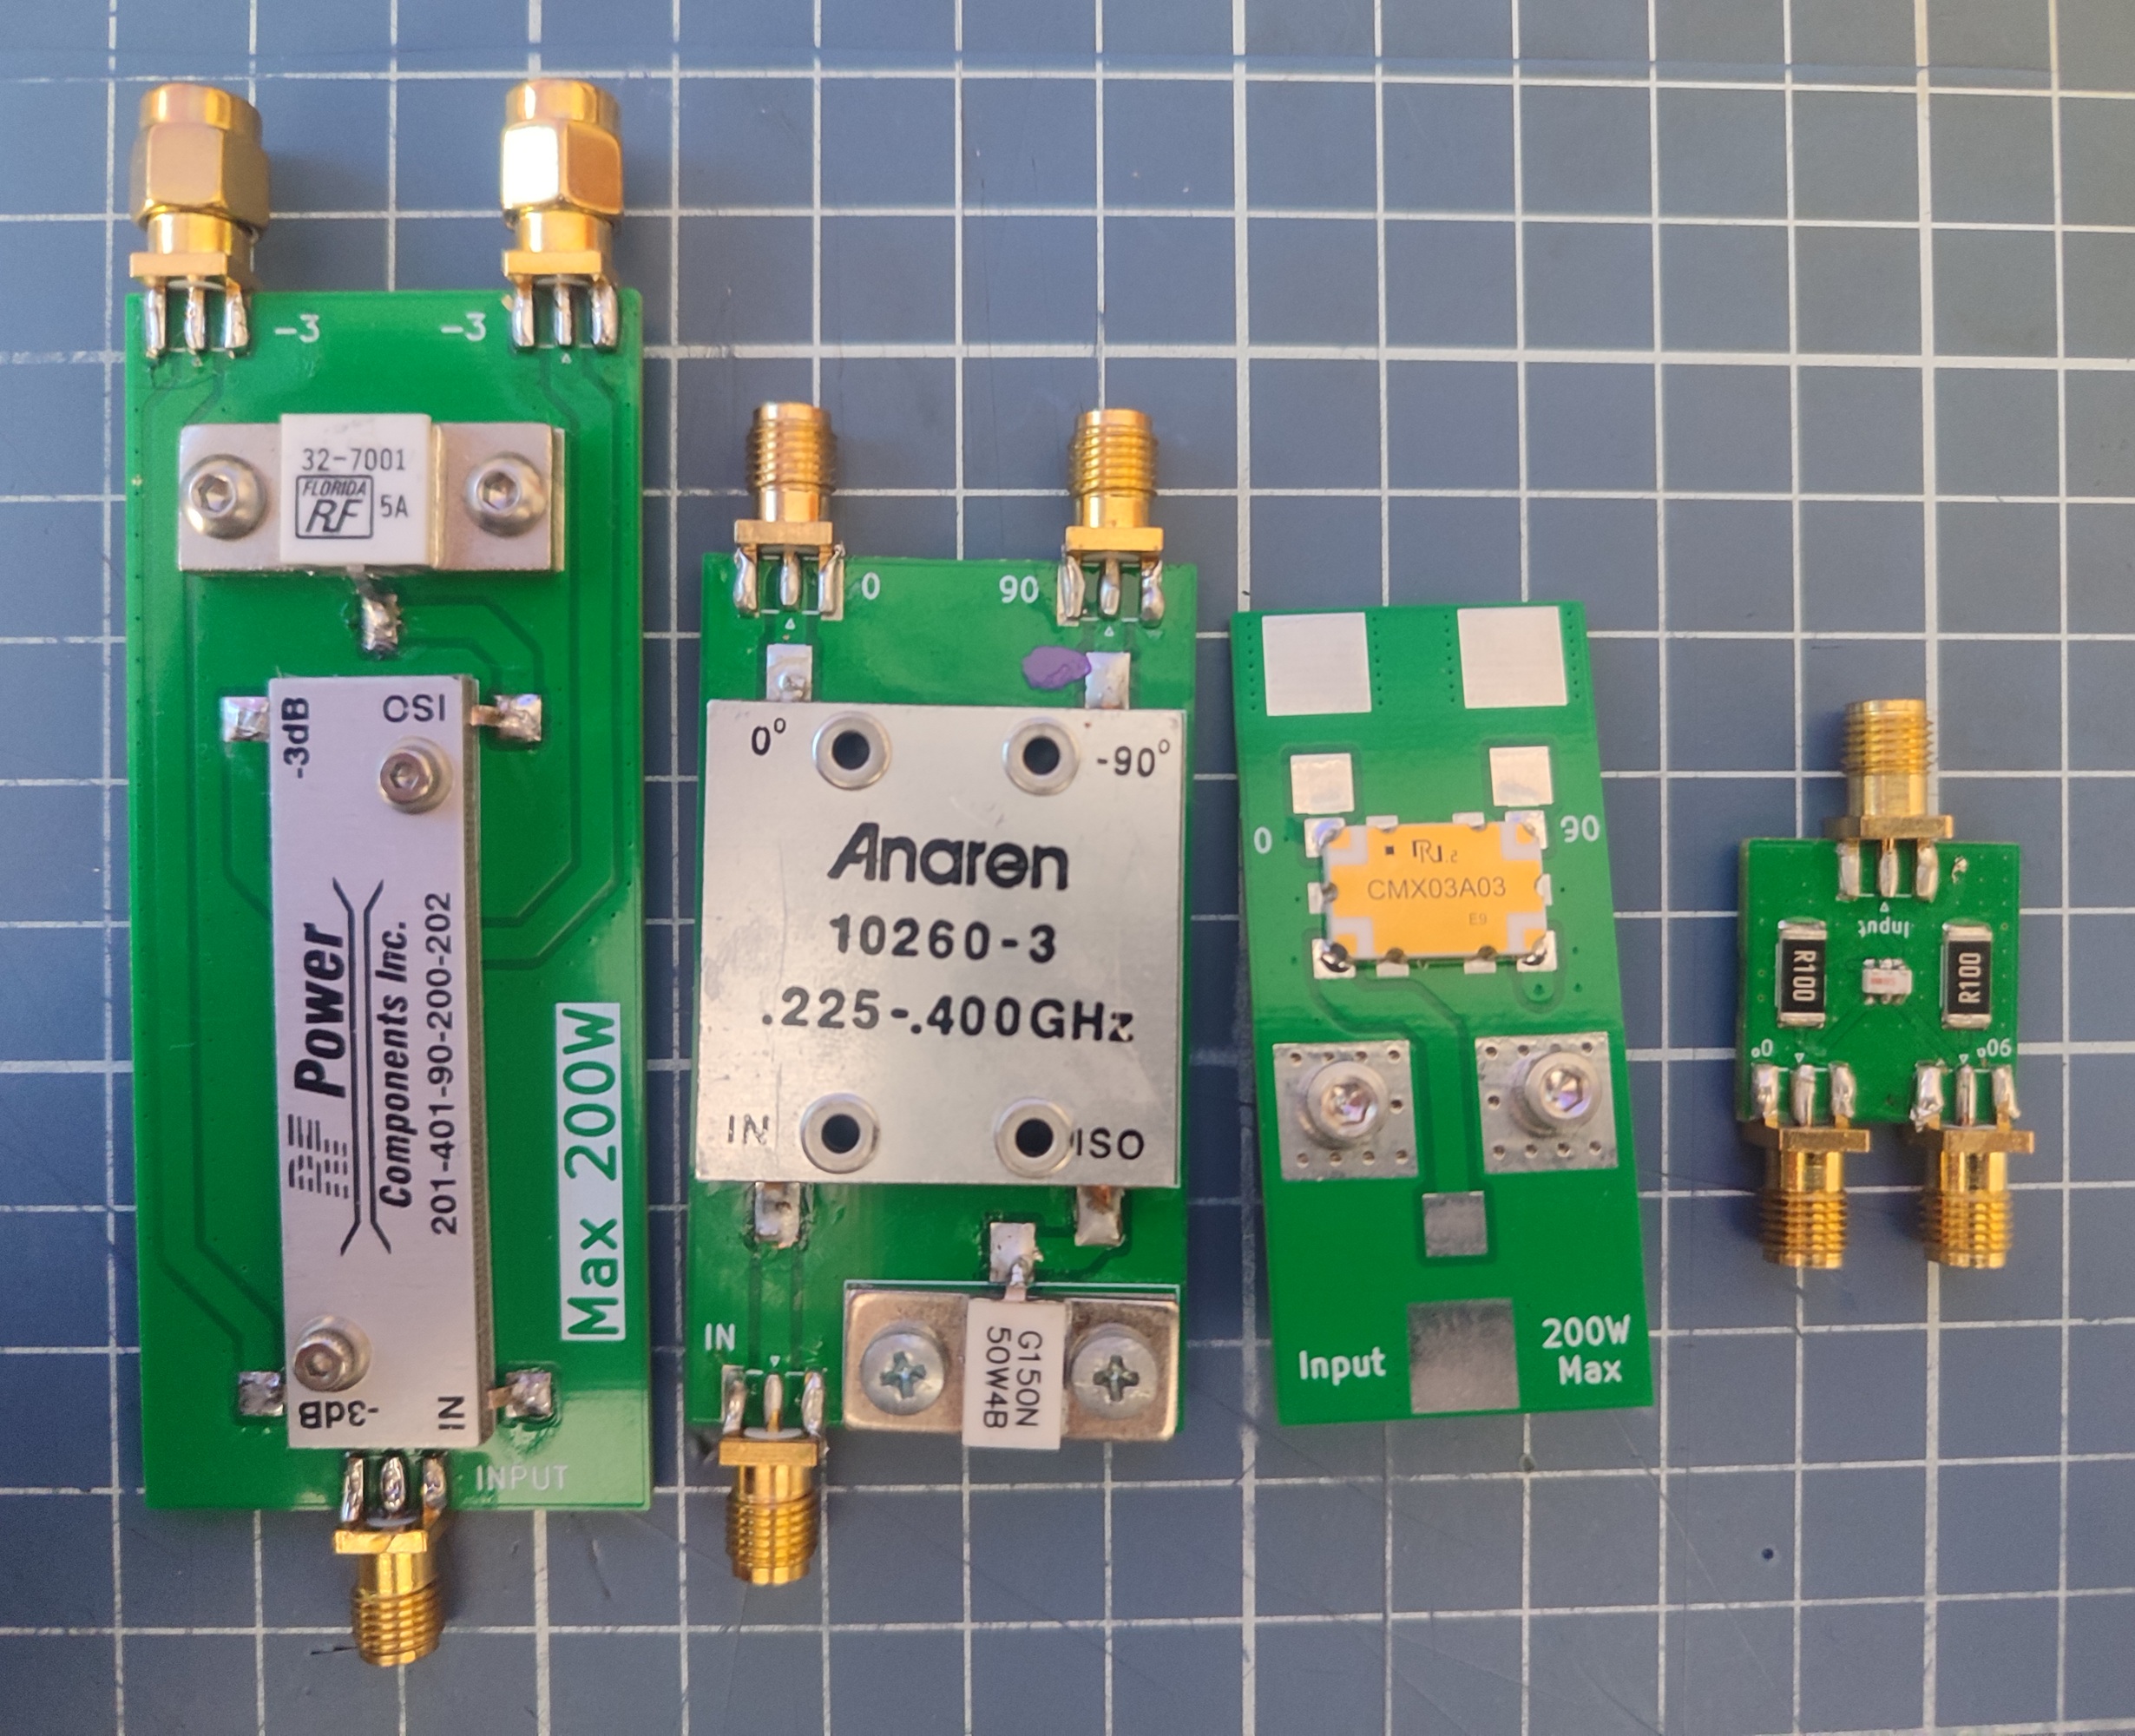 -3
-3
32-7001
FLORIDA
RF
5A
-3dB
OSI
Power
Components Inc.
201-401-90-200-202
Max 200W
-3dB
IN
INPUT
0
90
0°
-90°
Anaren
10260-3
.225-.400GHz
IN
ISO
IN
G150N
50W4B
0
90
CMX03A03
E9
Input
200W
Max
Input
R100
R100
0°
90°